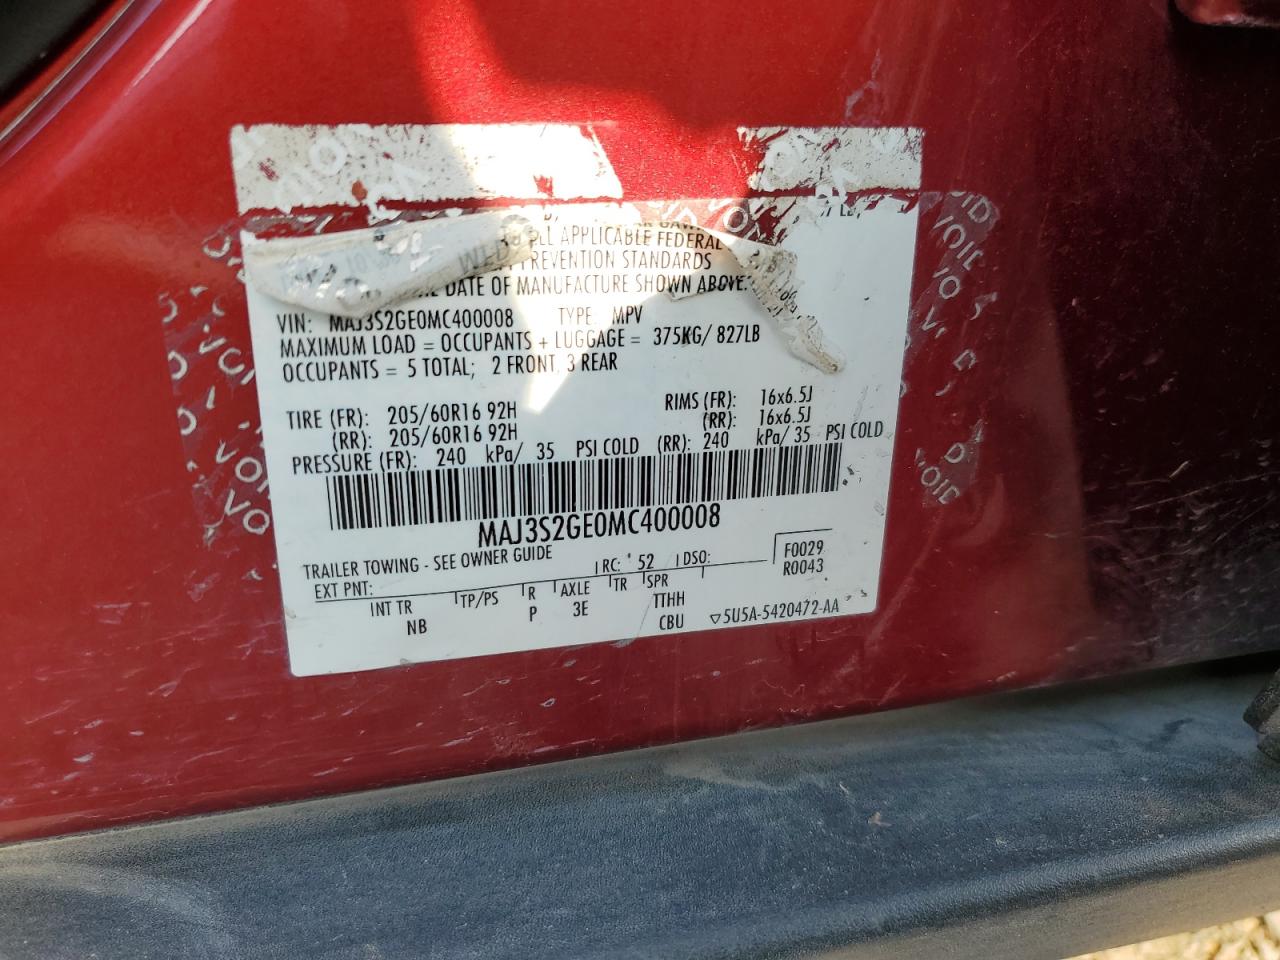 ALL APPLICABLE FEDERAL
PREVENTION STANDARDS
DATE OF MANUFACTURE SHOWN ABOVE.
VIN: MAJ3S2GE0MC400008 TYPE: MPV
MAXIMUM LOAD = OCCUPANTS + LUGGAGE = 375KG/ 827LB
OCCUPANTS = 5 TOTAL; 2 FRONT, 3 REAR
TIRE (FR): 205/60R16 92H RIMS (FR): 16x6.5J
(RR): 205/60R16 92H (RR): 16x6.5J
PRESSURE (FR): 240 kPa/ 35 PSI COLD (RR): 240 kPa/ 35 PSI COLD
MAJ3S2GE0MC400008
TRAILER TOWING - SEE OWNER GUIDE RC: 52 DSO: F0029
EXT PNT: R0043
INT TR TP/PS R AXLE TR SPR
NB P 3E TTHH
CBU 5U5A-5420472-AA
VOID
VOID
VOID